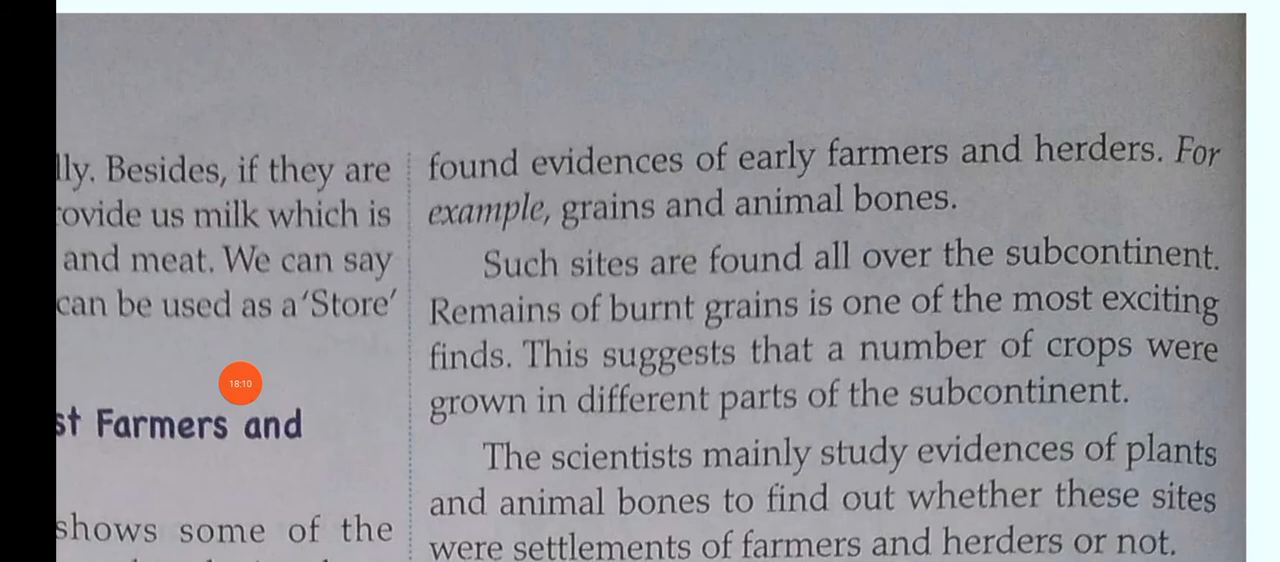 lly. Besides, if they are
rovide us milk which is
and meat. We can say
can be used as a 'Store'
18:10
st Farmers and
shows some of the
found evidences of early farmers and herders. For
example, grains and animal bones.
Such sites are found all over the subcontinent.
Remains of burnt grains is one of the most exciting
finds. This suggests that a number of crops were
grown in different parts of the subcontinent.
The scientists mainly study evidences of plants
and animal bones to find out whether these sites
were settlements of farmers and herders or not.